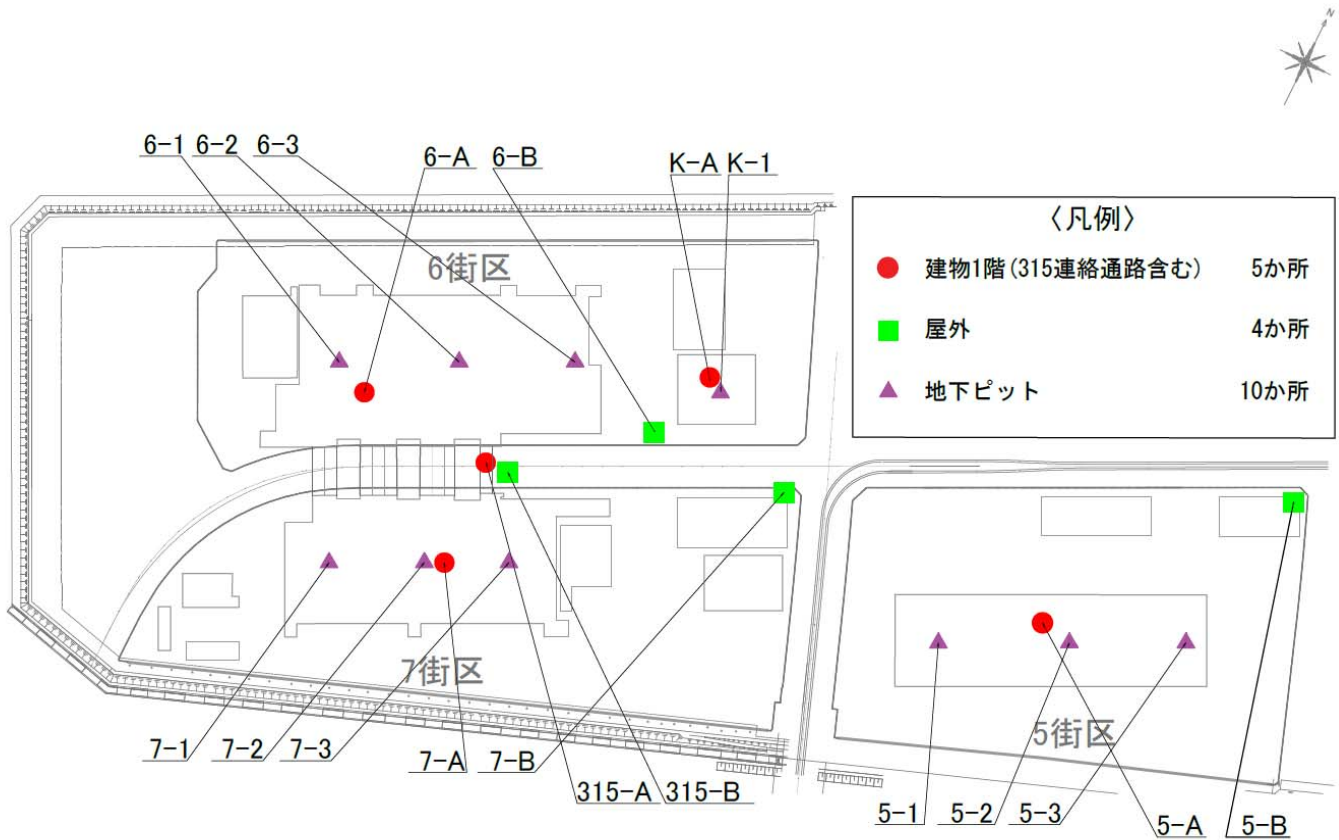 N
6-1
6-2
6-3
6-A
6-B
K-A
K-1
〈凡例〉
建物1階(315連絡通路含む) 5か所
屋外 4か所
地下ピット 10か所
6街区
7街区
5街区
7-1
7-2
7-3
7-A
7-B
315-A
315-B
5-1
5-2
5-3
5-A
5-B